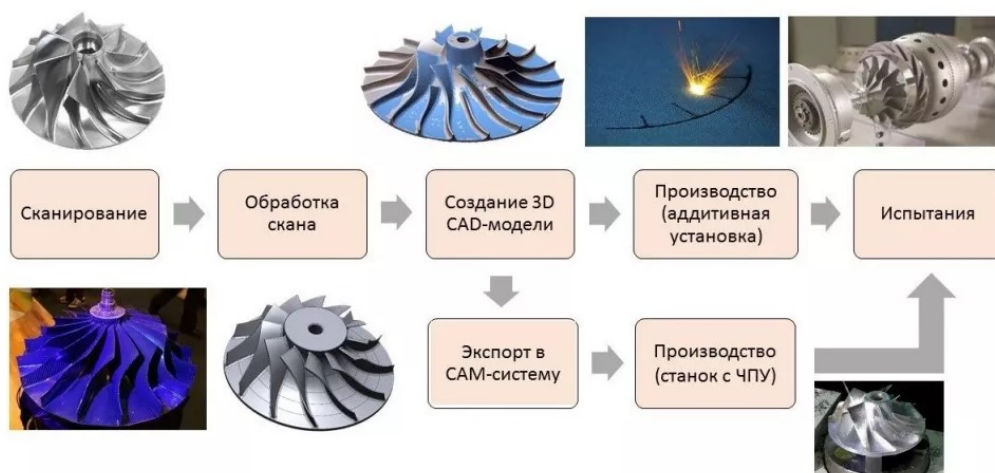 Сканирование
Обработка
скана
Создание 3D
CAD-модели
Производство
(аддитивная
установка)
Испытания
Экспорт в
CAM-систему
Производство
(станок с ЧПУ)